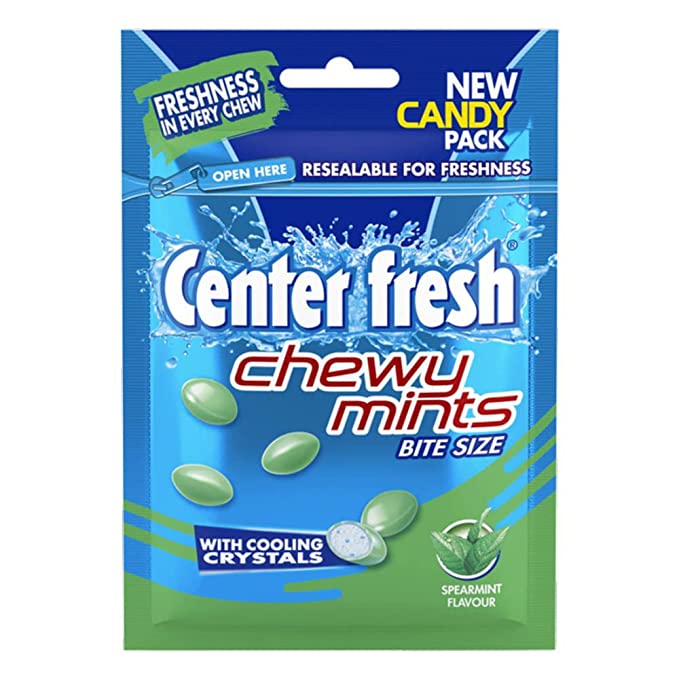 FRESHNESS
IN EVERY CHEW
NEW
CANDY
PACK
OPEN HERE
RESEALABLE FOR FRESHNESS
Center fresh®
chewy
mints
BITE SIZE
WITH COOLING
CRYSTALS
SPEARMINT
FLAVOUR